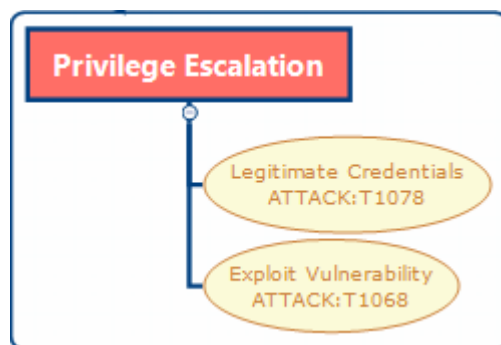 Privilege Escalation
Legitimate Credentials
ATTACK:T1078
Exploit Vulnerability
ATTACK:T1068